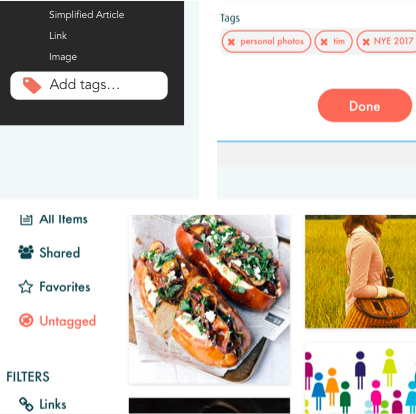 Simplified Article
Link
Image
Add tags...
Tags
personal photos
tim
NYE 2017
Done
All Items
Shared
Favorites
Untagged
FILTERS
Links